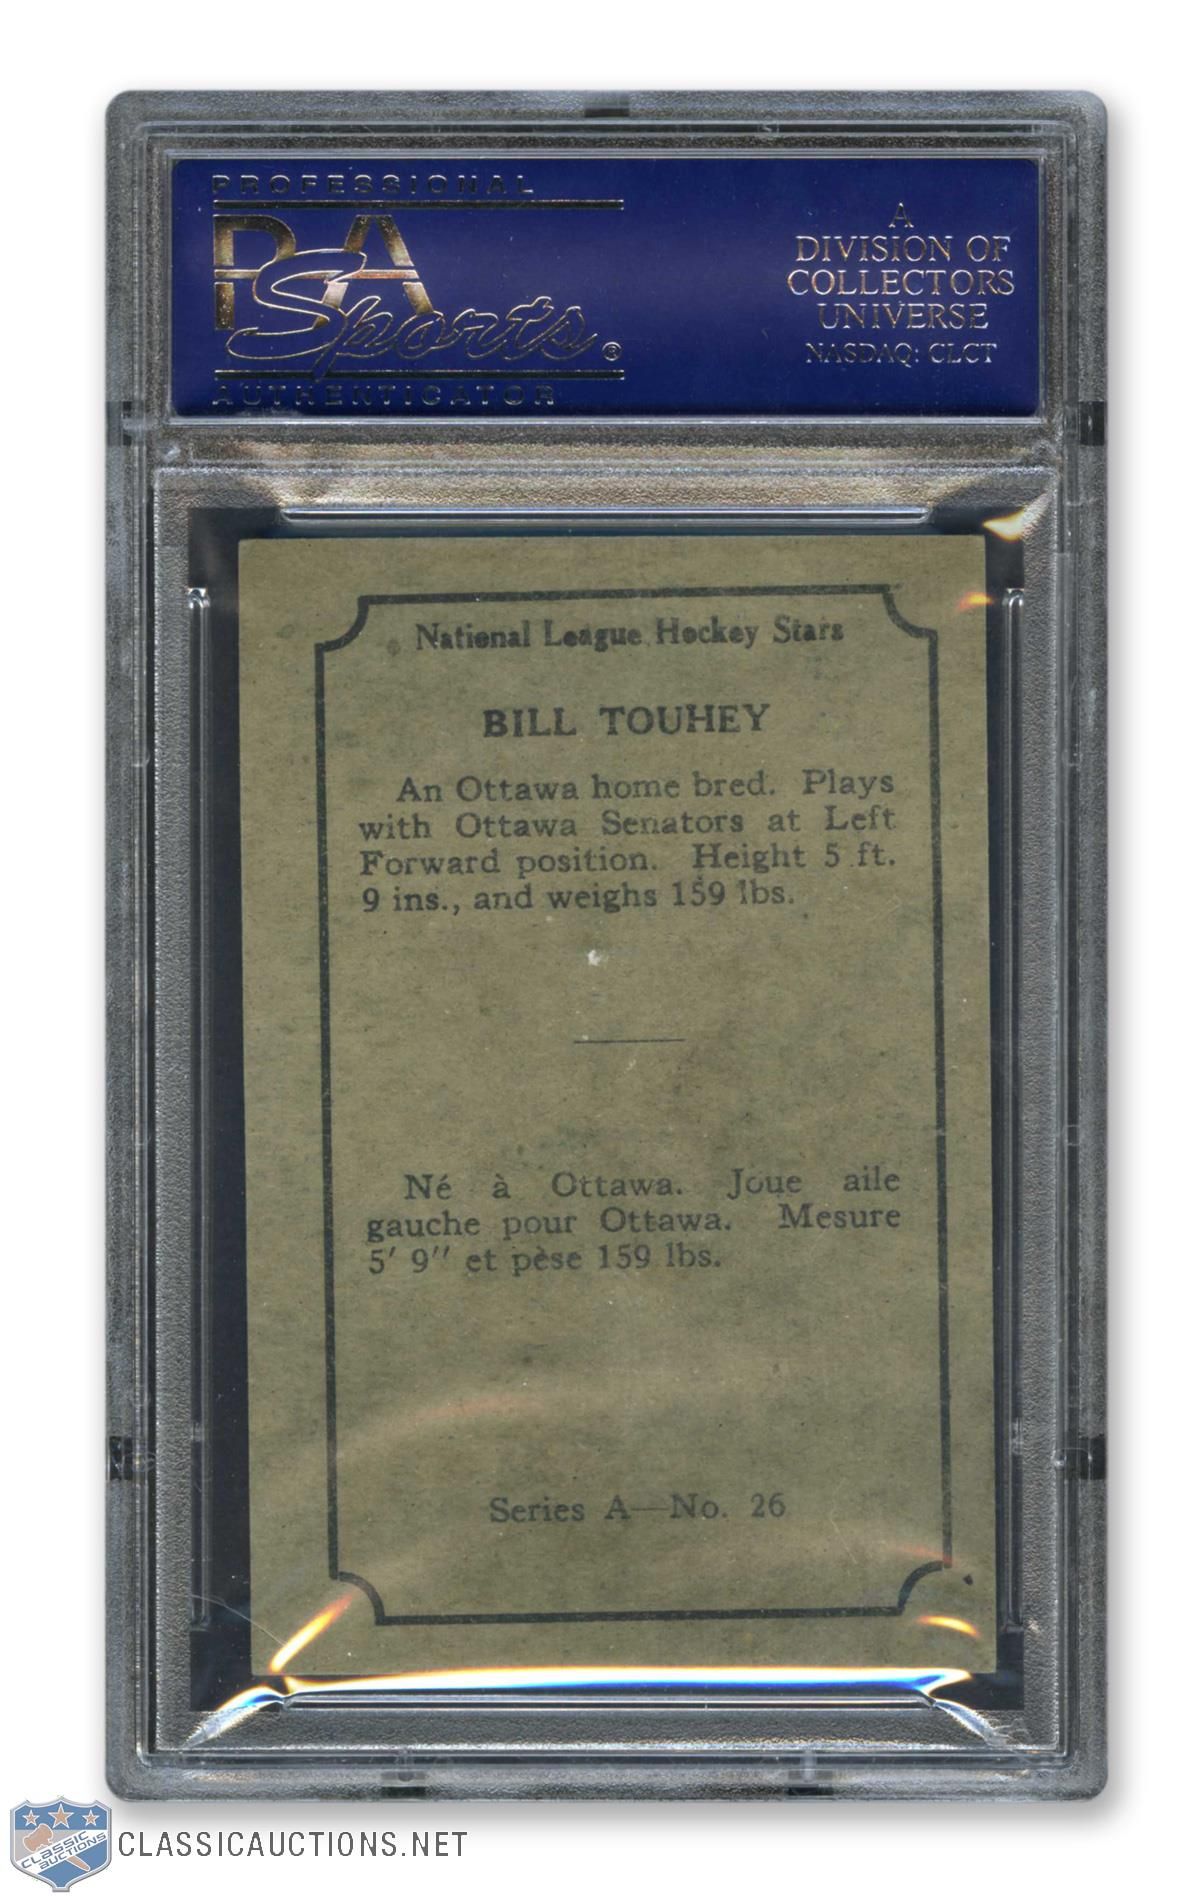 PROFESSIONAL
PSA
Sports®
AUTHENTICATOR
A
DIVISION OF
COLLECTORS
UNIVERSE
NASDAQ: CLCT
National League Hockey Stars
BILL TOUHEY
An Ottawa home bred. Plays
with Ottawa Senators at Left
Forward position. Height 5 ft.
9 ins., and weighs 159 lbs.
Né à Ottawa. Joue aile
gauche pour Ottawa. Mesure
5' 9" et pèse 159 lbs.
Series A—No. 26
CLASSIC
AUCTIONS
CLASSICAUCTIONS.NET